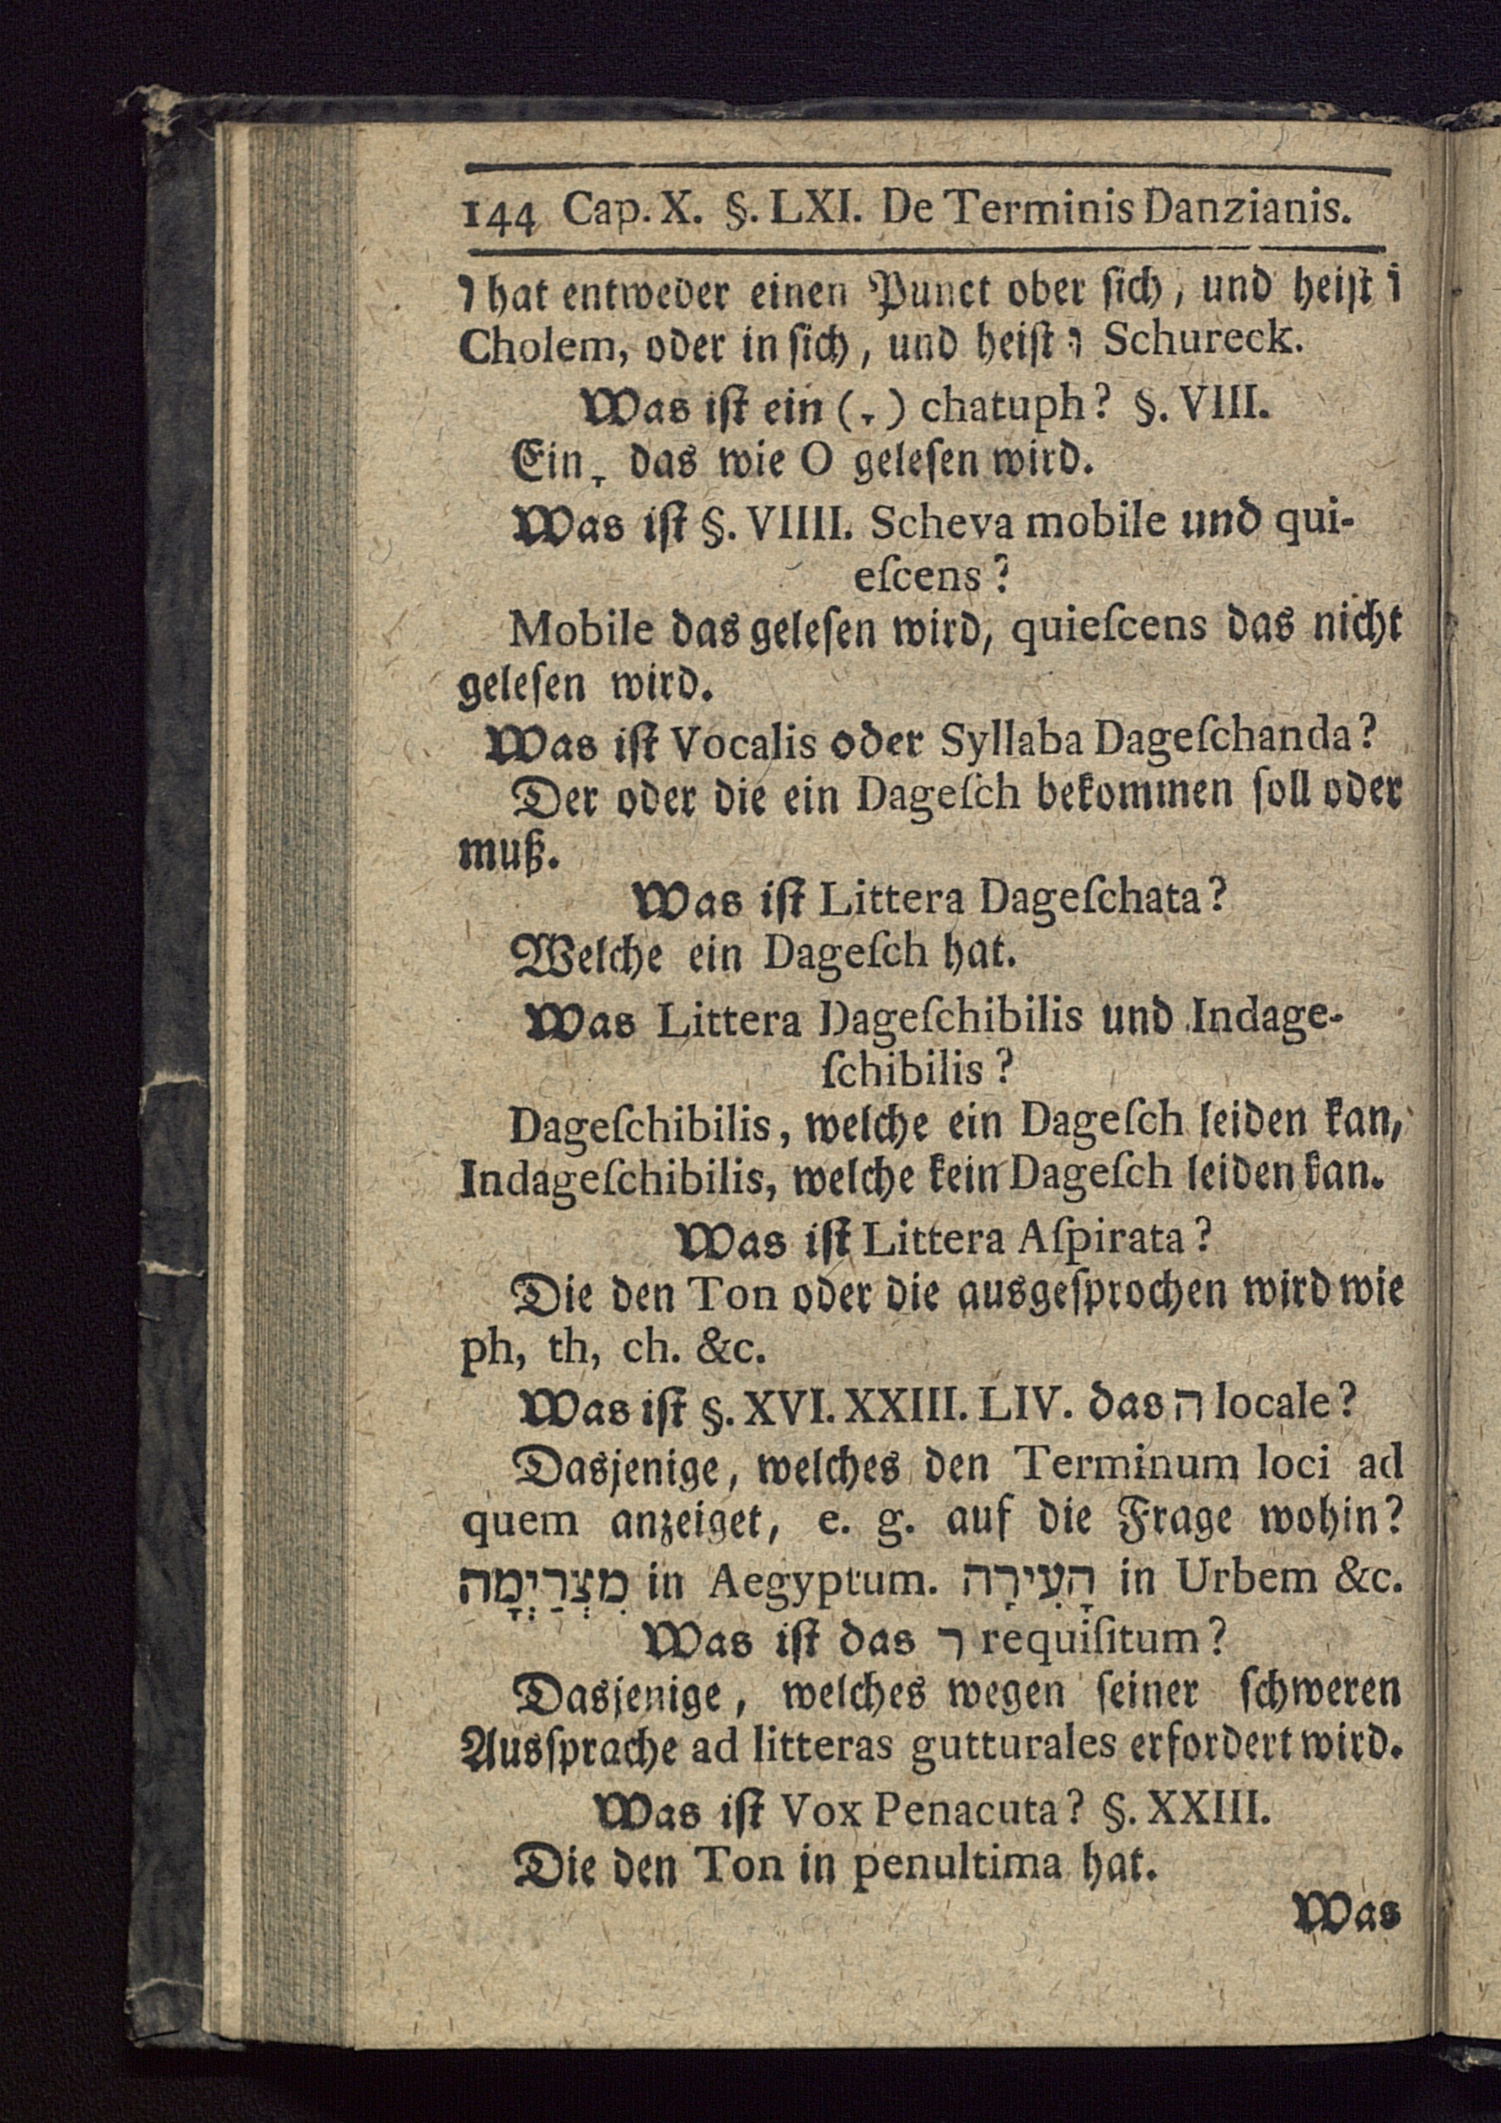 144 Cap. X. §. LXI. De Terminis Danzianis.
ו hat entweder einen Punct ober ſich, und heiſt וֹ
Cholem, oder in ſich, und heiſt וּ Schureck.
Was iſt ein ( ָ ) chatuph? §. VIII.
Ein ָ das wie O geleſen wird.
Was iſt §. VIIII. Scheva mobile und qui-
eſcens?
Mobile das geleſen wird, quieſcens das nicht
geleſen wird.
Was iſt Vocalis oder Syllaba Dageſchanda?
Der oder die ein Dageſch bekommen ſoll oder
muß.
Was iſt Littera Dageſchata?
Welche ein Dageſch hat.
Was Littera Dageſchibilis und Indage-
ſchibilis?
Dageſchibilis, welche ein Dageſch leiden kan,
Indageſchibilis, welche kein Dageſch leiden kan.
Was iſt Littera Aſpirata?
Die den Ton oder die ausgeſprochen wird wie
ph, th, ch. &c.
Was iſt §. XVI. XXIII. LIV. das ה locale?
Dasjenige, welches den Terminum loci ad
quem anzeiget, e. g. auf die Frage wohin?
מִצְרַיְמָה in Aegyptum. הָעִירָה in Urbem &c.
Was iſt das ר requiſitum?
Dasjenige, welches wegen ſeiner ſchweren
Ausſprache ad litteras gutturales erfordert wird.
Was iſt Vox Penacuta? §. XXIII.
Die den Ton in penultima hat.
Was